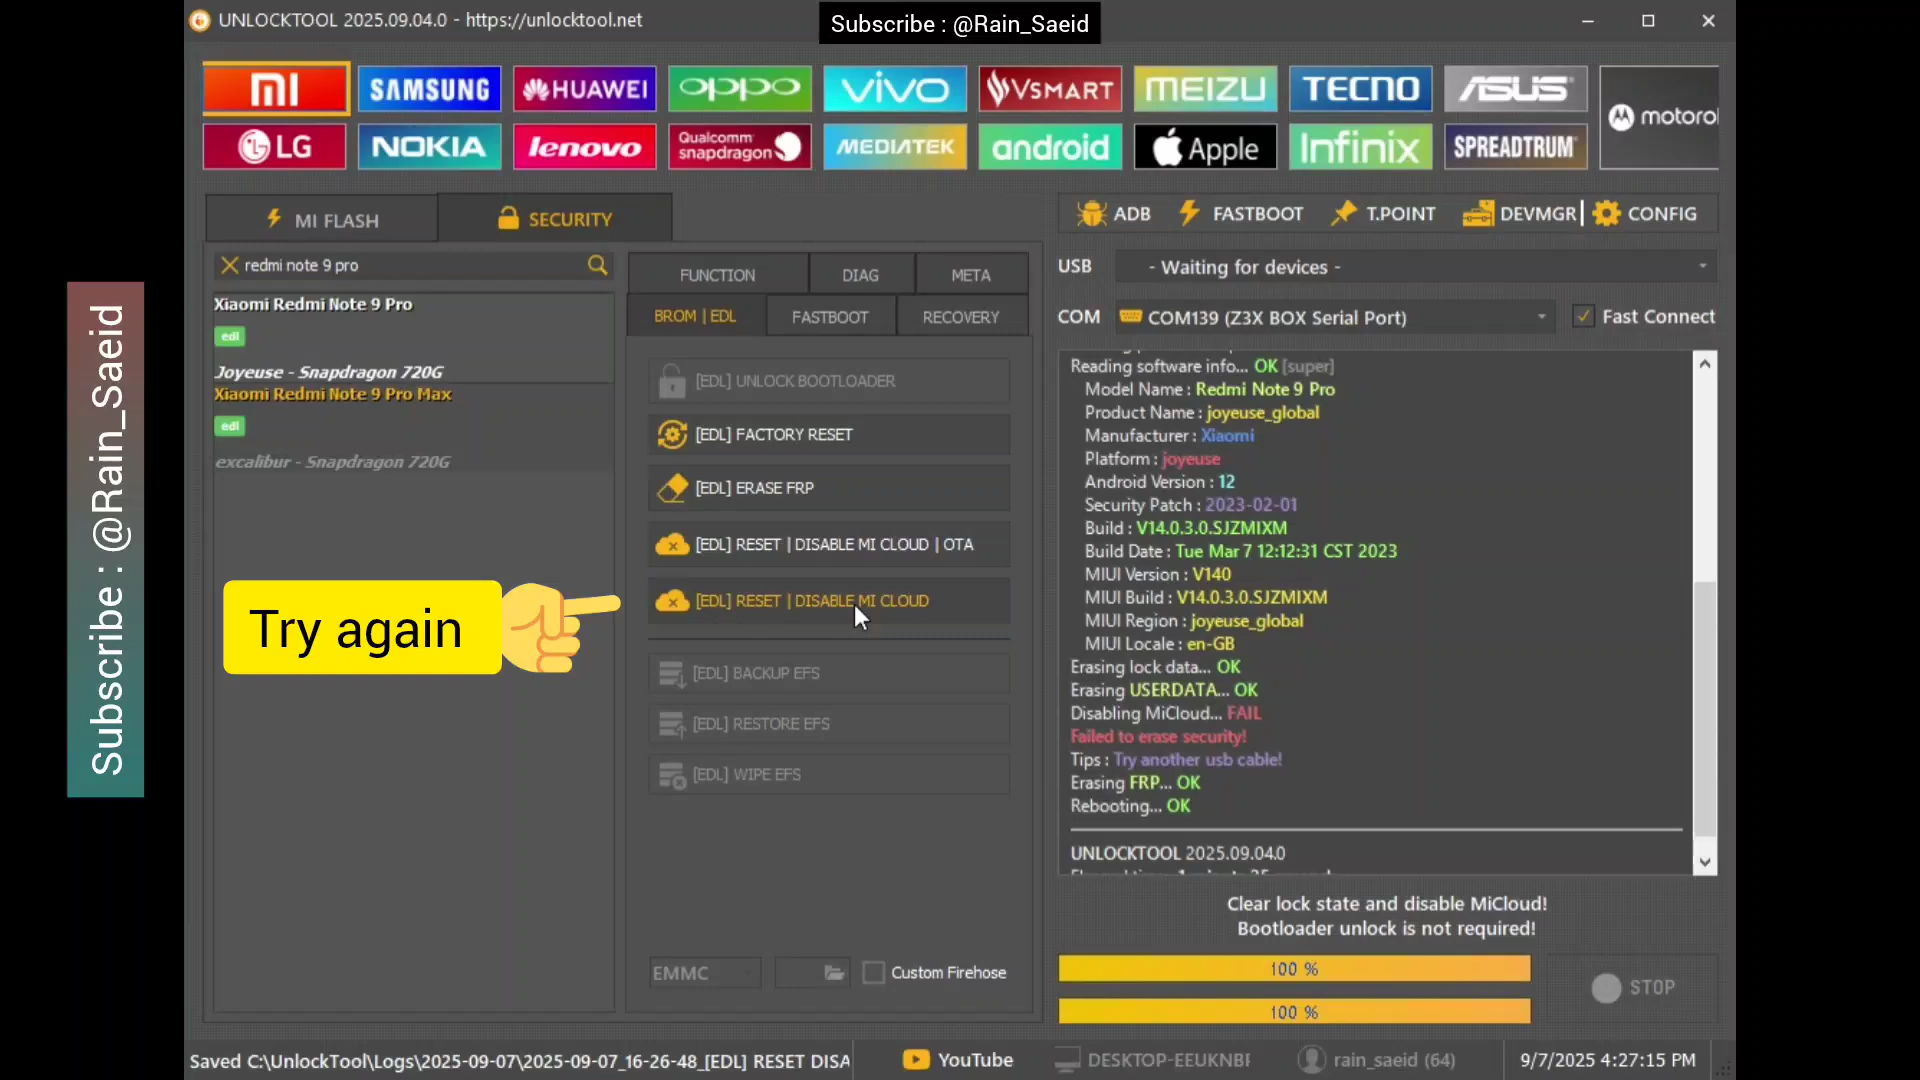 UNLOCKTOOL 2025.09.04.0 - https://unlocktool.net
Subscribe : @Rain_Saeid
mi
SAMSUNG
HUAWEI
oppo
vivo
VSMART
MEIZU
TECNO
ASUS
motorol
LG
NOKIA
lenovo
Qualcomm
snapdragon
MEDIATEK
android
Apple
Infinix
SPREADTRUM
MI FLASH
SECURITY
ADB
FASTBOOT
T.POINT
DEVMGR
CONFIG
redmi note 9 pro
Xiaomi Redmi Note 9 Pro
edl
Joyeuse - Snapdragon 720G
Xiaomi Redmi Note 9 Pro Max
edl
excalibur - Snapdragon 720G
Subscribe : @Rain_Saeid
Try again
FUNCTION
DIAG
META
BROM | EDL
FASTBOOT
RECOVERY
[EDL] UNLOCK BOOTLOADER
[EDL] FACTORY RESET
[EDL] ERASE FRP
[EDL] RESET | DISABLE MI CLOUD | OTA
[EDL] RESET | DISABLE MI CLOUD
[EDL] BACKUP EFS
[EDL] RESTORE EFS
[EDL] WIPE EFS
EMMC
Custom Firehose
USB
- Waiting for devices -
COM
COM139 (Z3X BOX Serial Port)
Fast Connect
Reading software info... OK [super]
Model Name : Redmi Note 9 Pro
Product Name : joyeuse_global
Manufacturer : Xiaomi
Platform : joyeuse
Android Version : 12
Security Patch : 2023-02-01
Build : V14.0.3.0.SJZMIXM
Build Date : Tue Mar 7 12:12:31 CST 2023
MIUI Version : V140
MIUI Build : V14.0.3.0.SJZMIXM
MIUI Region : joyeuse_global
MIUI Locale : en-GB
Erasing lock data... OK
Erasing USERDATA... OK
Disabling MiCloud... FAIL
Failed to erase security!
Tips : Try another usb cable!
Erasing FRP... OK
Rebooting... OK
UNLOCKTOOL 2025.09.04.0
Clear lock state and disable MiCloud!
Bootloader unlock is not required!
100 %
100 %
STOP
Saved C:\UnlockTool\Logs\2025-09-07\2025-09-07_16-26-48_[EDL] RESET DISA
YouTube
DESKTOP-EEUKNBF
rain_saeid (64)
9/7/2025 4:27:15 PM